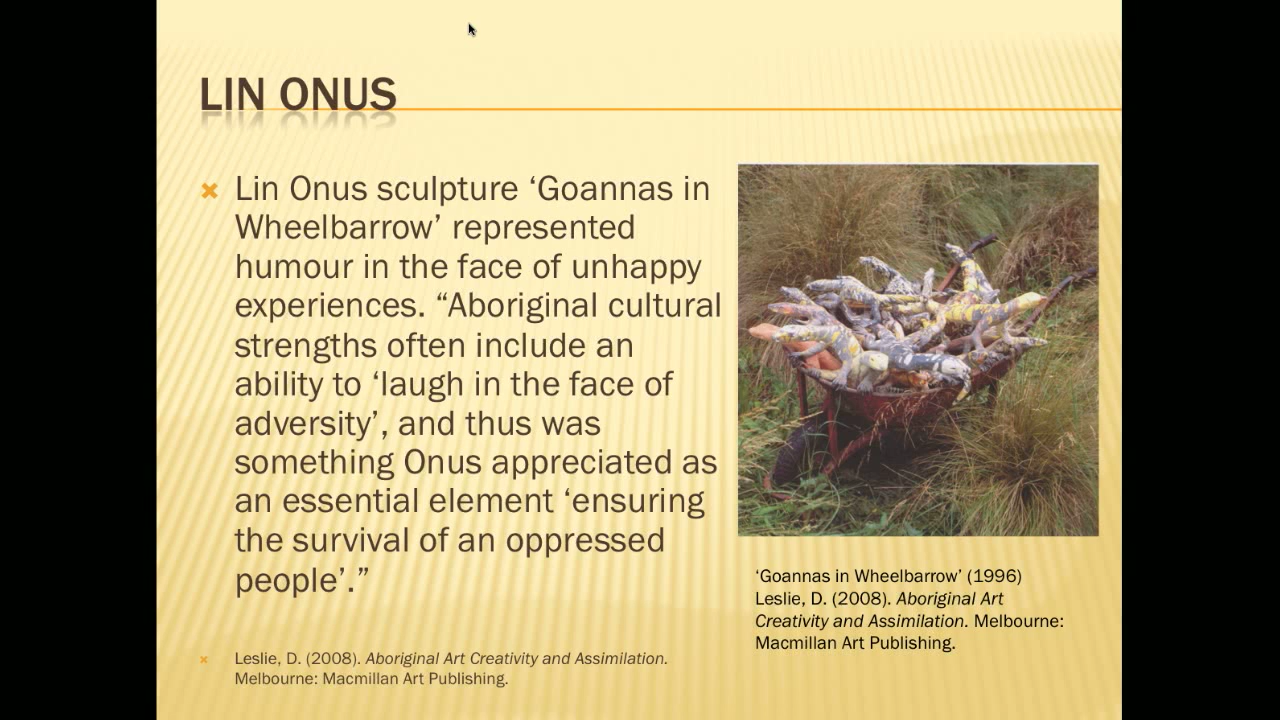 LIN ONUS
Lin Onus sculpture ‘Goannas in
Wheelbarrow’ represented
humour in the face of unhappy
experiences. “Aboriginal cultural
strengths often include an
ability to ‘laugh in the face of
adversity’, and thus was
something Onus appreciated as
an essential element ‘ensuring
the survival of an oppressed
people’.”
Leslie, D. (2008). Aboriginal Art Creativity and Assimilation.
Melbourne: Macmillan Art Publishing.
‘Goannas in Wheelbarrow’ (1996)
Leslie, D. (2008). Aboriginal Art
Creativity and Assimilation. Melbourne:
Macmillan Art Publishing.